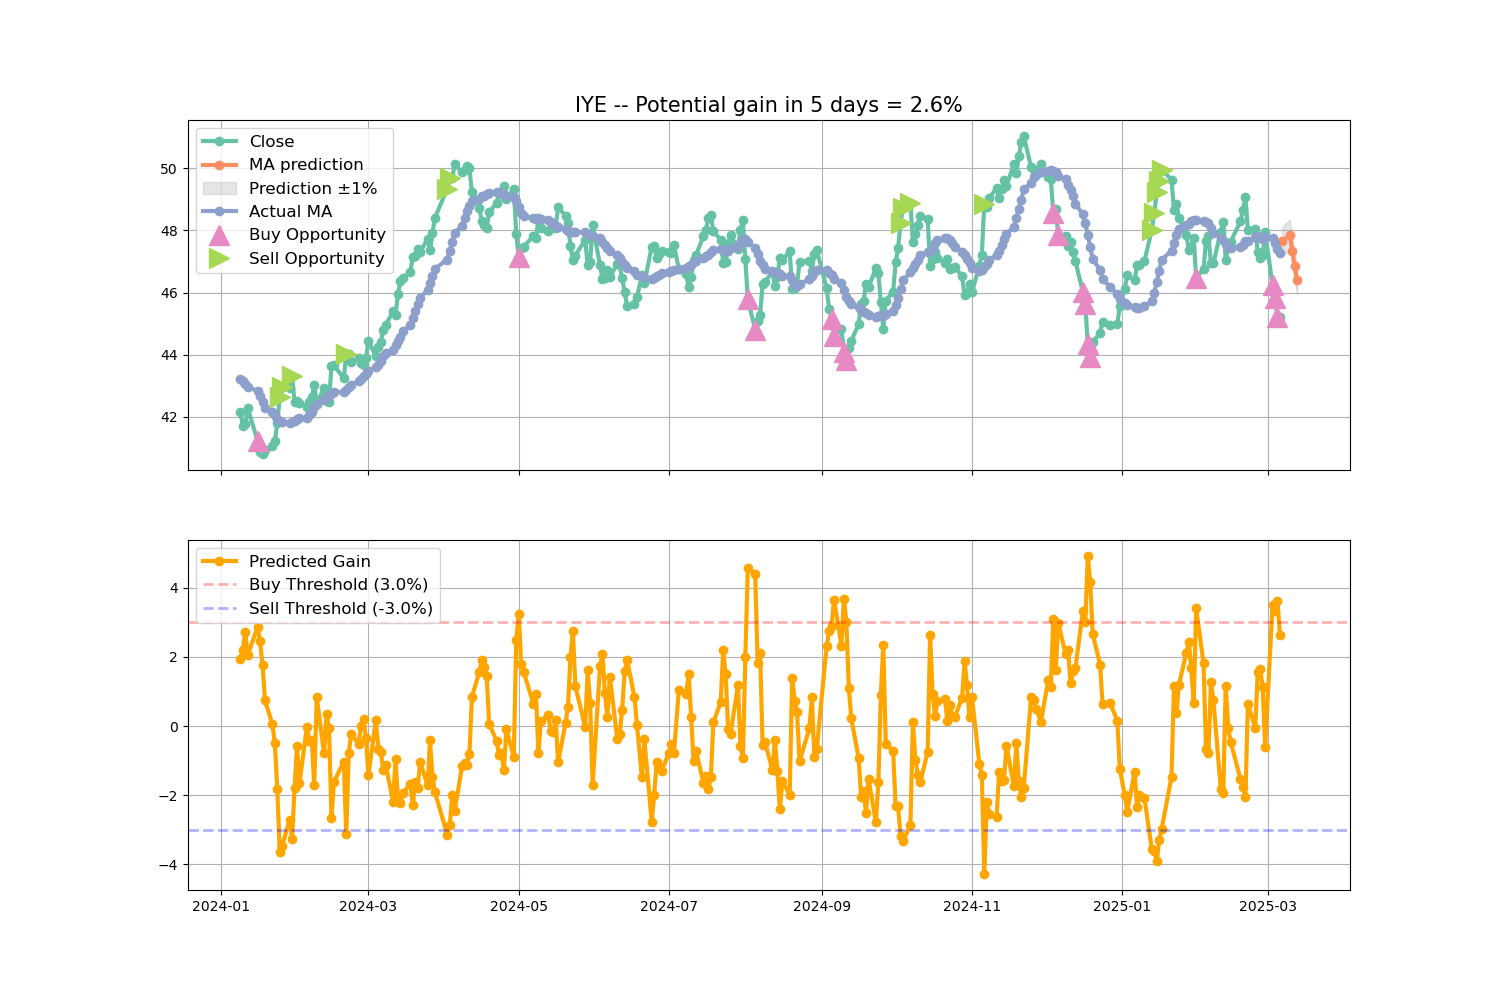 IYE -- Potential gain in 5 days = 2.6%
Close
MA prediction
Prediction ±1%
Actual MA
Buy Opportunity
Sell Opportunity
50
48
46
44
42
Predicted Gain
Buy Threshold (3.0%)
Sell Threshold (-3.0%)
4
2
0
−2
−4
2024-01 2024-03 2024-05 2024-07 2024-09 2024-11 2025-01 2025-03